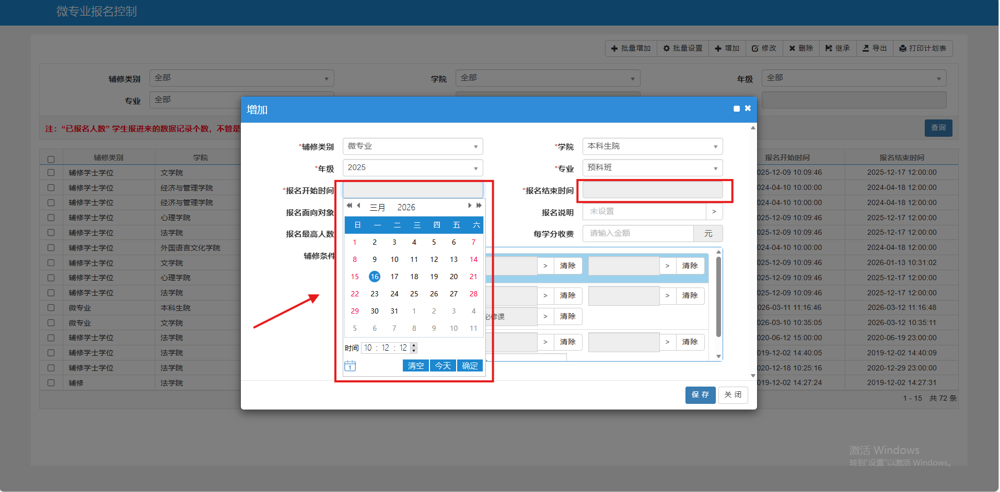 微专业报名控制
批量增加 批量设置 增加 修改 删除 继承 导出 打印计划表
辅修类别 全部 学院 全部 年级 全部
专业 全部
注：“已报名人数” 学生报进来的数据记录个数，不管是
查询
增加
*辅修类别 微专业 *学院 本科生院
*年级 2025 *专业 预科班
*报名开始时间 *报名结束时间
报名面向对象 报名说明 未设置 >
报名最高人数 每学分收费 请输入金额 元
辅修条件
三月 2026
日 一 二 三 四 五 六
1 2 3 4 5 6 7
8 9 10 11 12 13 14
15 16 17 18 19 20 21
22 23 24 25 26 27 28
29 30 31 1 2 3 4
5 6 7 8 9 10 11
时间 10 : 12 : 12
1
清空 今天 确定
> 清除 > 清除
> 清除 > 清除
必修课 > 清除
> 清除 > 清除
保 存 关 闭
辅修类别 学院 报名开始时间 报名结束时间
辅修学士学位 文学院 025-12-09 10:09:46 2025-12-17 12:00:00
辅修学士学位 经济与管理学院 024-04-10 10:00:00 2024-04-18 12:00:00
辅修学士学位 经济与管理学院 024-04-10 10:00:00 2024-04-18 12:00:00
辅修学士学位 心理学院 025-12-09 10:09:46 2025-12-17 12:00:00
辅修学士学位 法学院 025-12-09 10:09:46 2025-12-17 12:00:00
辅修学士学位 外国语言文化学院 024-04-10 10:00:00 2024-04-18 12:00:00
辅修学士学位 文学院 025-12-09 10:09:46 2026-01-13 10:31:02
辅修学士学位 心理学院 025-12-09 10:09:46 2025-12-17 12:00:00
辅修学士学位 法学院 025-12-09 10:09:46 2025-12-17 12:00:00
微专业 本科生院 026-03-11 11:16:46 2026-03-12 11:16:48
微专业 文学院 026-03-10 10:35:05 2026-03-12 10:35:11
辅修学士学位 法学院 020-06-12 15:00:00 2020-06-19 23:00:00
辅修学士学位 法学院 019-12-02 14:40:05 2019-12-02 14:40:09
辅修学士学位 法学院 020-12-18 10:25:16 2020-12-29 23:00:00
辅修 法学院 019-12-02 14:27:24 2019-12-02 14:27:31
1 - 15 共 72 条
激活 Windows
转到“设置”以激活 Windows。